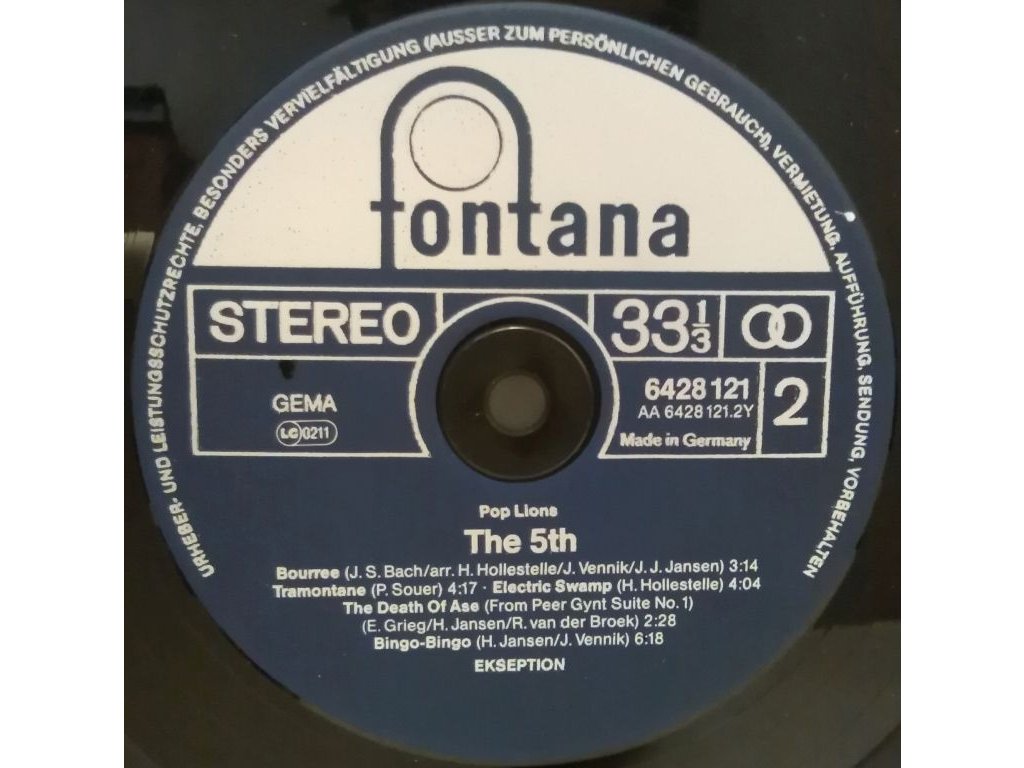 URHEBER- UND LEISTUNGSSCHUTZRECHTE, BESONDERS VERVIELFÄLTIGUNG (AUSSER ZUM PERSÖNLICHEN GEBRAUCH), VERMIETUNG, AUFFÜHRUNG, SENDUNG, VORBEHALTEN
fontana
STEREO
33 1/3
GEMA
LC 0211
6428 121
AA 6428 121.2Y
Made in Germany
2
Pop Lions
The 5th
Bourree (J. S. Bach/arr. H. Hollestelle/J. Vennik/J. J. Jansen) 3:14
Tramontane (P. Souer) 4:17 · Electric Swamp (H. Hollestelle) 4:04
The Death Of Ase (From Peer Gynt Suite No. 1)
(E. Grieg/H. Jansen/R. van der Broek) 2:28
Bingo-Bingo (H. Jansen/J. Vennik) 6:18
EKSEPTION